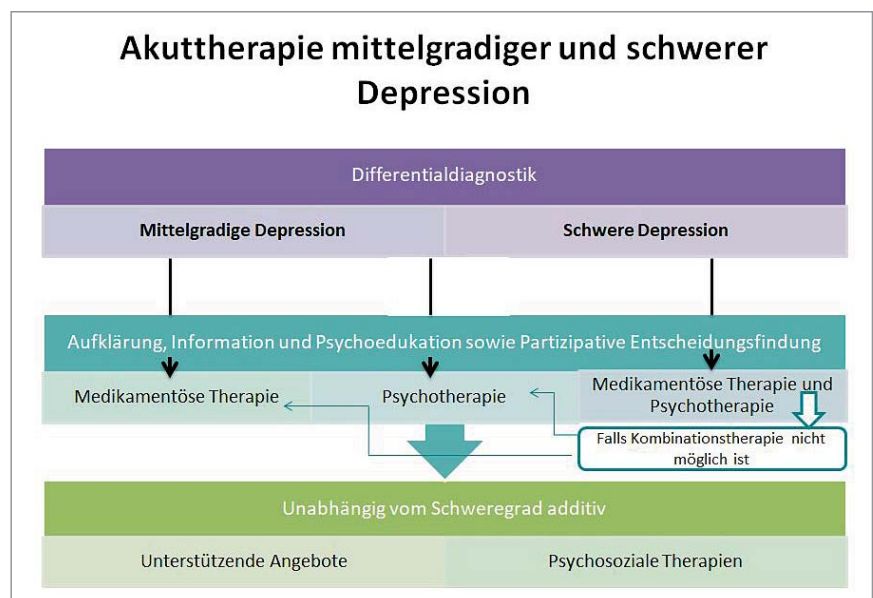 Akuttherapie mittelgradiger und schwerer
Depression
Differentialdiagnostik
Mittelgradige Depression
Schwere Depression
Aufklärung, Information und Psychoedukation sowie Partizipative Entscheidungsfindung
Medikamentöse Therapie
Psychotherapie
Medikamentöse Therapie und
Psychotherapie
Falls Kombinationstherapie nicht
möglich ist
Unabhängig vom Schweregrad additiv
Unterstützende Angebote
Psychosoziale Therapien